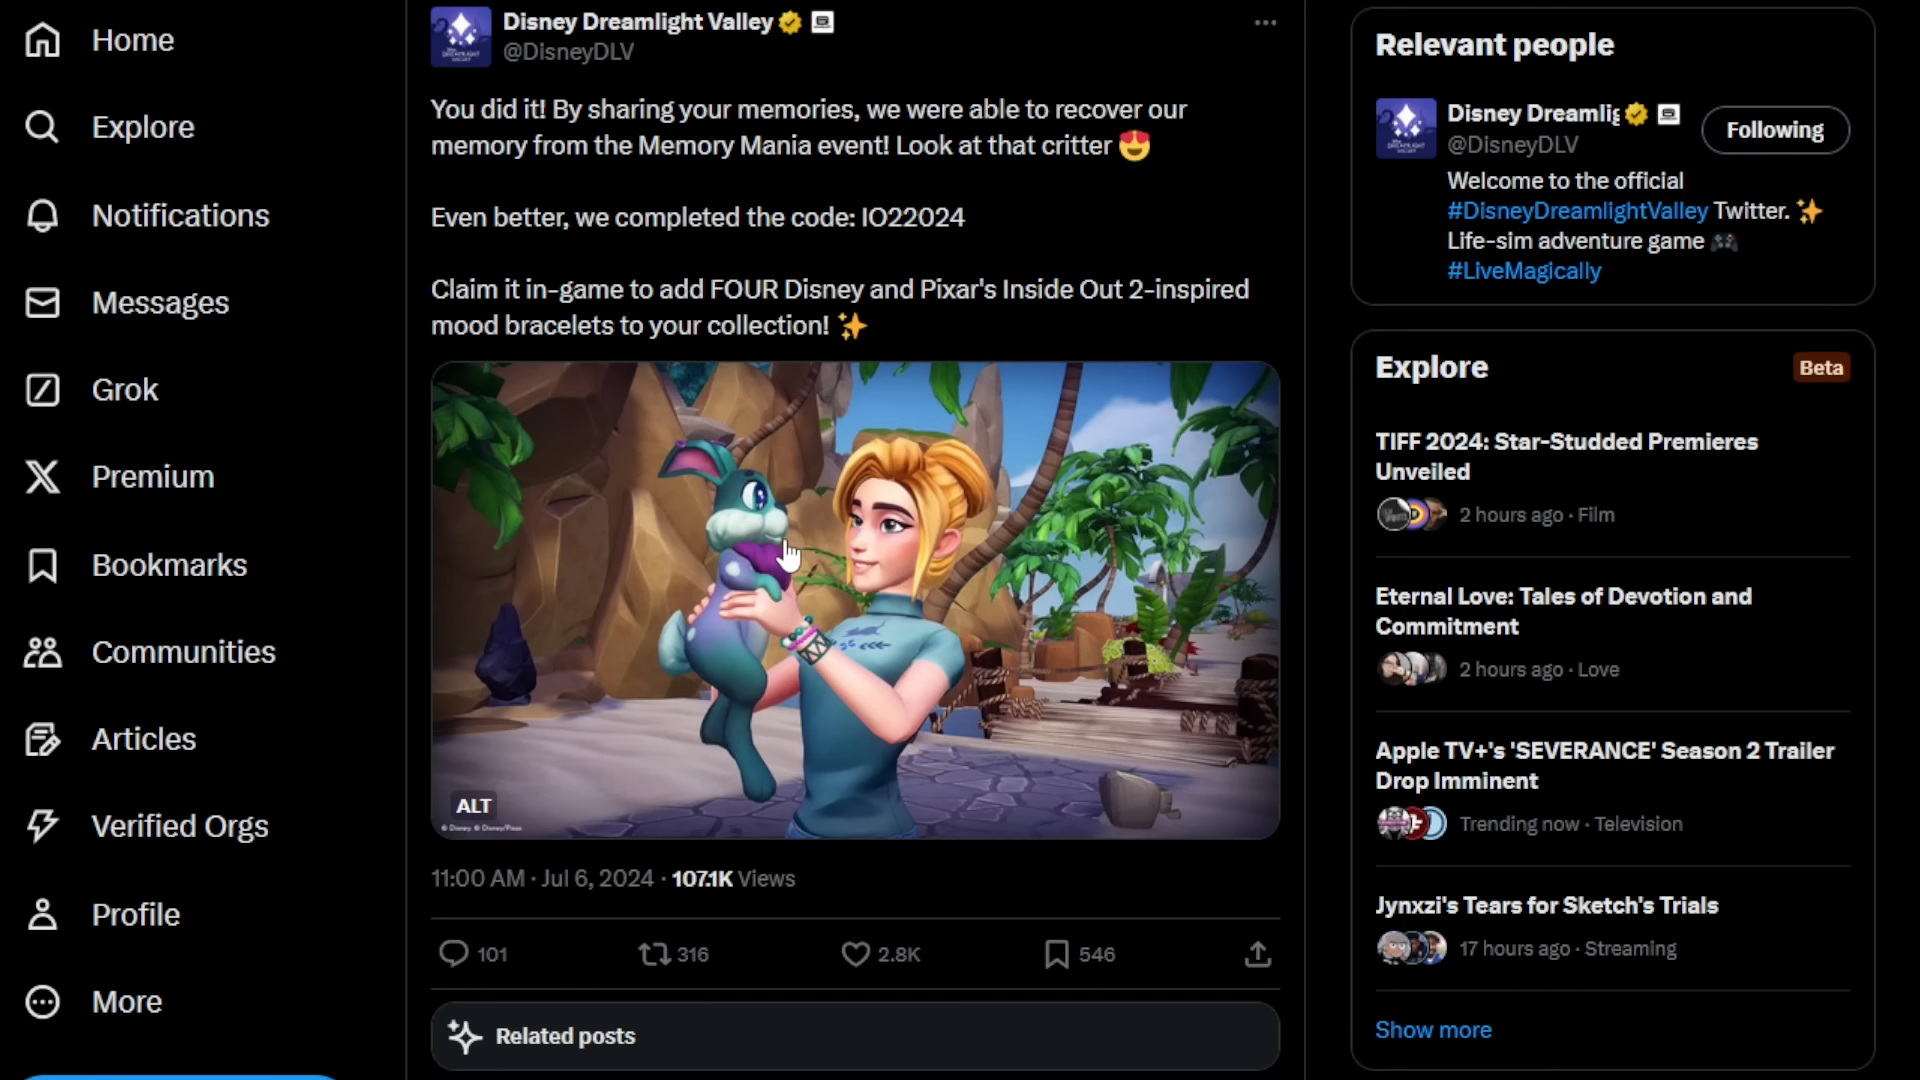 Home
Explore
Notifications
Messages
Grok
Premium
Bookmarks
Communities
Articles
Verified Orgs
Profile
More
Disney Dreamlight Valley
@DisneyDLV
You did it! By sharing your memories, we were able to recover our
memory from the Memory Mania event! Look at that critter 😍
Even better, we completed the code: IO22024
Claim it in-game to add FOUR Disney and Pixar's Inside Out 2-inspired
mood bracelets to your collection! ✨
ALT
© Disney. © Disney/Pixar
11:00 AM · Jul 6, 2024 · 107.1K Views
101
316
2.8K
546
Related posts
Relevant people
Disney Dreamlig
@DisneyDLV
Following
Welcome to the official
#DisneyDreamlightValley Twitter. ✨
Life-sim adventure game 🎮
#LiveMagically
Explore
Beta
TIFF 2024: Star-Studded Premieres
Unveiled
2 hours ago · Film
Eternal Love: Tales of Devotion and
Commitment
2 hours ago · Love
Apple TV+'s 'SEVERANCE' Season 2 Trailer
Drop Imminent
Trending now · Television
Jynxzi's Tears for Sketch's Trials
17 hours ago · Streaming
Show more